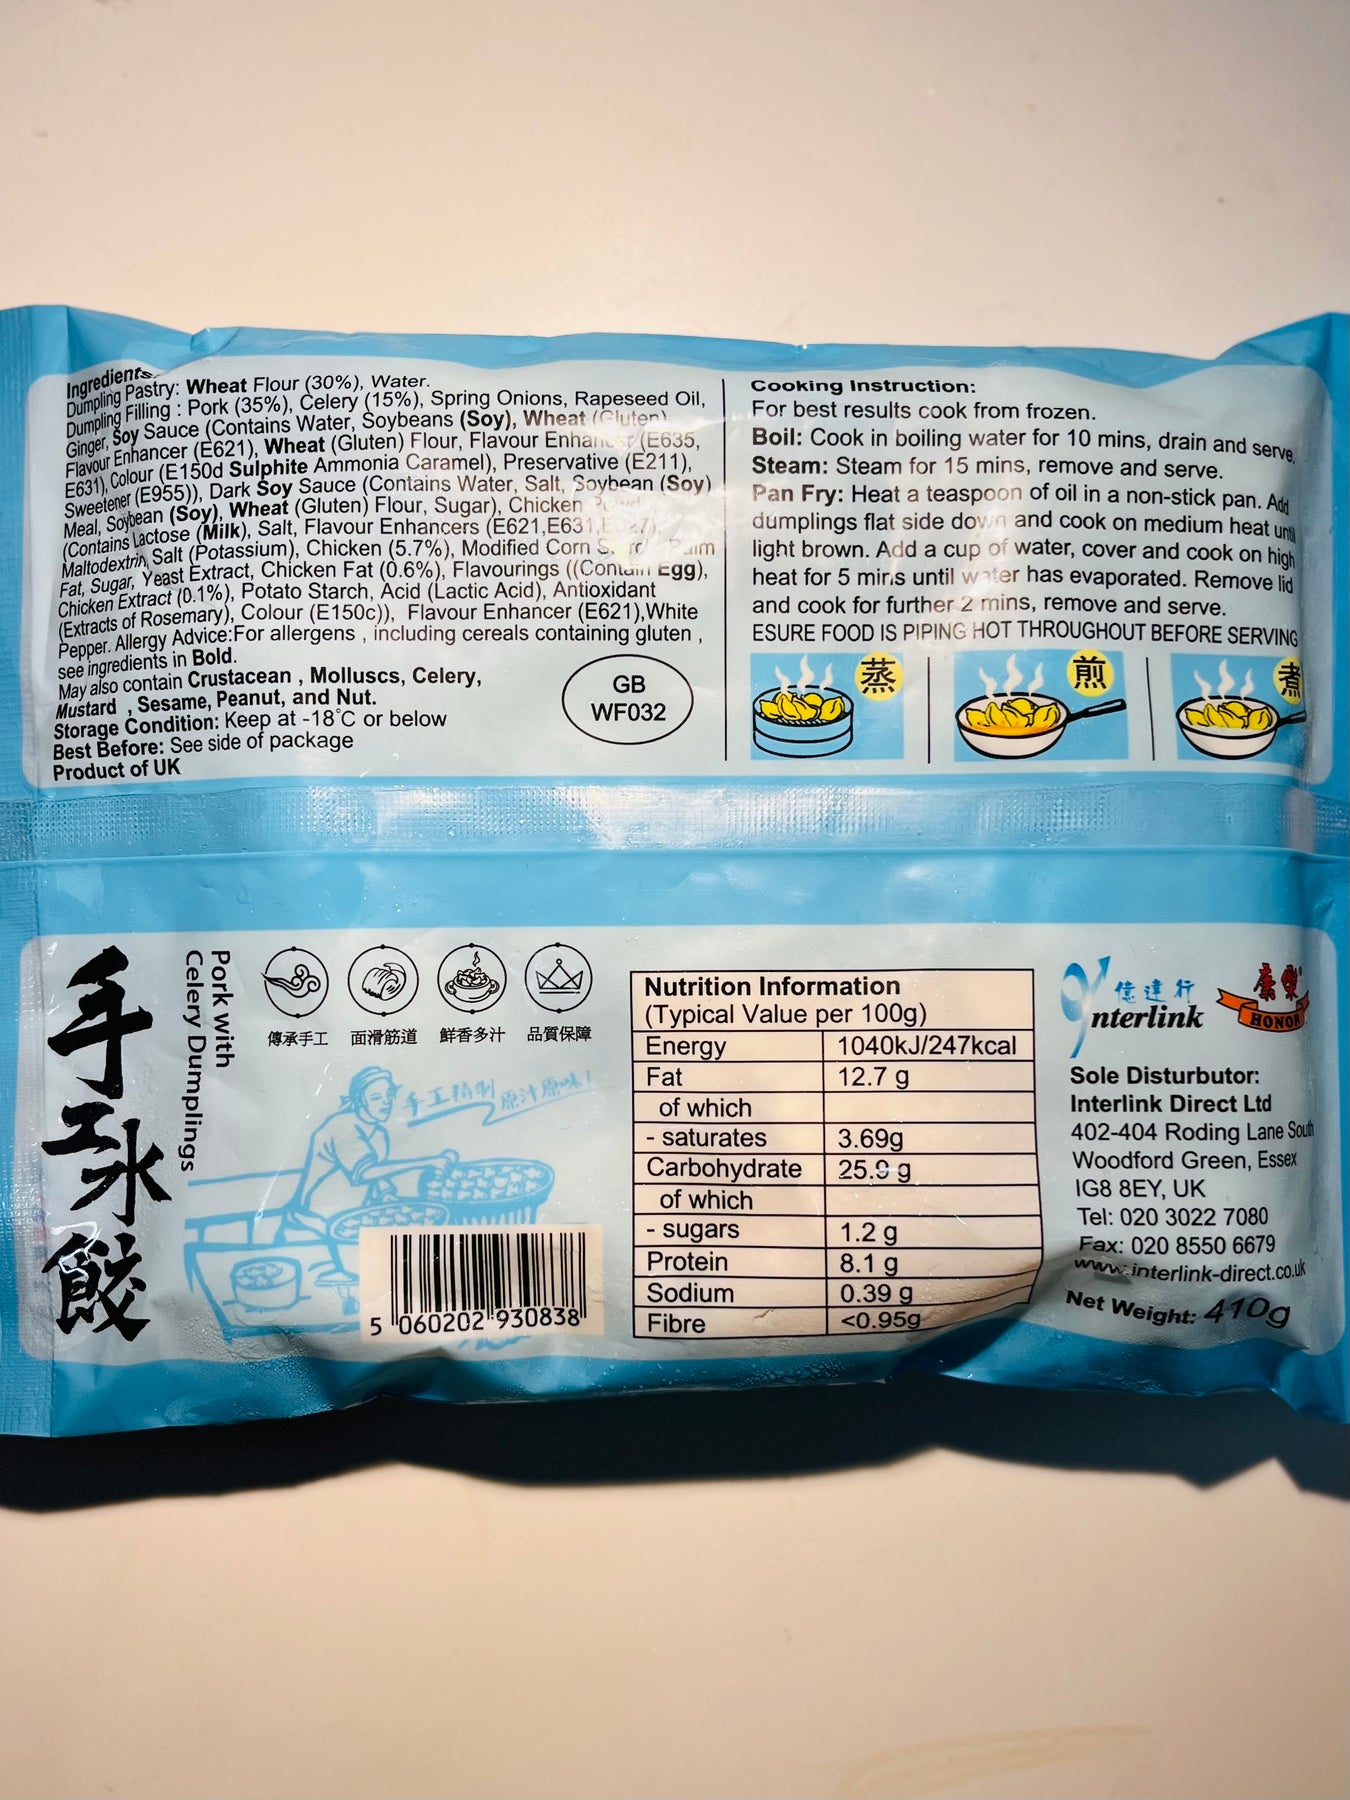 Ingredients
Dumpling Pastry: Wheat Flour (30%), Water.
Dumpling Filling : Pork (35%), Celery (15%), Spring Onions, Rapeseed Oil,
Ginger, Soy Sauce (Contains Water, Soybeans (Soy), Wheat (Gluten)
Flavour Enhancer (E621), Wheat (Gluten) Flour, Flavour (E635,
E631), Colour (E150d Sulphite Ammonia Caramel), Preservative (E211),
Sweetener (E955)), Dark Soy Sauce (Contains Water, Salt, Soybean (Soy)
Meal, Soybean (Soy), Wheat (Gluten) Flour, Sugar), Chicken
(Contains Lactose (Milk), Salt, Flavour Enhancers (E621,E631,
Maltodextrin, Salt (Potassium), Chicken (5.7%), Modified Corn Palm
Fat, Sugar, Yeast Extract, Chicken Fat (0.6%), Flavourings ((Contain Egg),
Chicken Extract (0.1%), Potato Starch, Acid (Lactic Acid), Antioxidant
(Extracts of Rosemary), Colour (E150c)), Flavour Enhancer (E621),White
Pepper. Allergy Advice:For allergens , including cereals containing gluten ,
see ingredients in Bold.
May also contain Crustacean , Molluscs, Celery,
Mustard , Sesame, Peanut, and Nut.
Storage Condition: Keep at -18°C or below
Best Before: See side of package
Product of UK
GB
WF032
Cooking Instruction:
For best results cook from frozen.
Boil: Cook in boiling water for 10 mins, drain and serve.
Steam: Steam for 15 mins, remove and serve.
Pan Fry: Heat a teaspoon of oil in a non-stick pan. Add
dumplings flat side down and cook on medium heat until
light brown. Add a cup of water, cover and cook on high
heat for 5 mins until water has evaporated. Remove lid
and cook for further 2 mins, remove and serve.
ESURE FOOD IS PIPING HOT THROUGHOUT BEFORE SERVING
蒸
煎
煮
手工水餃
Pork with
Celery Dumplings
傳承手工
面滑筋道
鮮香多汁
品質保障
手工精制 原汁原味!
5 060202 930838
Nutrition Information
(Typical Value per 100g)
Energy 1040kJ/247kcal
Fat 12.7 g
of which
- saturates 3.69g
Carbohydrate 25.9 g
of which
- sugars 1.2 g
Protein 8.1 g
Sodium 0.39 g
Fibre <0.95g
億達行
Interlink
康樂
HONOR
Sole Disturbutor:
Interlink Direct Ltd
402-404 Roding Lane South
Woodford Green, Essex
IG8 8EY, UK
Tel: 020 3022 7080
Fax: 020 8550 6679
www.interlink-direct.co.uk
Net Weight: 410g